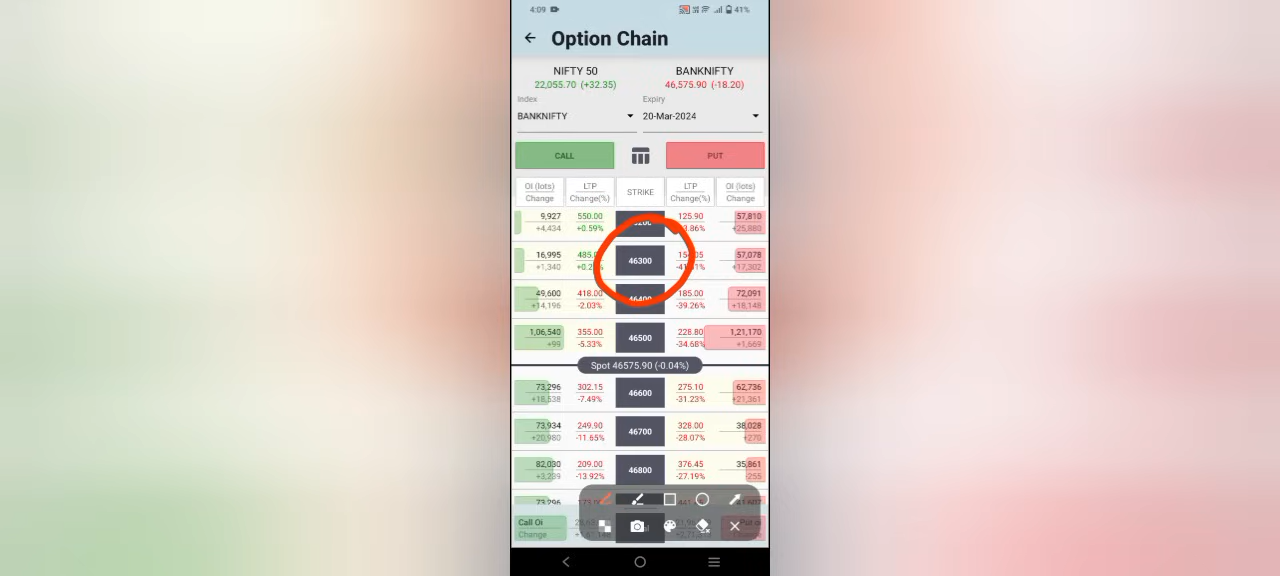 4:09 41%
Option Chain
NIFTY 50 BANKNIFTY
22,055.70 (+32.35) 46,575.90 (-18.20)
Index Expiry
BANKNIFTY 20-Mar-2024
CALL PUT
OI (lots) LTP STRIKE LTP OI (lots)
Change Change(%) Change(%) Change
9,927 550.00 125.90 57,810
+4,434 +0.59% +25,880
16,995 46300 57,078
+1,340 +17,302
49,600 418.00 46400 185.00 72,091
+14,196 -2.03% -39.26% +18,148
1,06,540 355.00 46500 228.80 1,21,170
+99 -5.33% -34.68% +1,669
Spot 46575.90 (-0.04%)
73,296 302.15 46600 275.10 62,736
+18,538 -7.49% -31.23% +21,361
73,934 249.90 46700 328.00 38,028
+20,980 -11.65% -28.07% +270
82,030 209.00 46800 376.45 35,861
+3,239 -13.92% -27.19% -255
73,296
Call Oi Put oi
Change Change